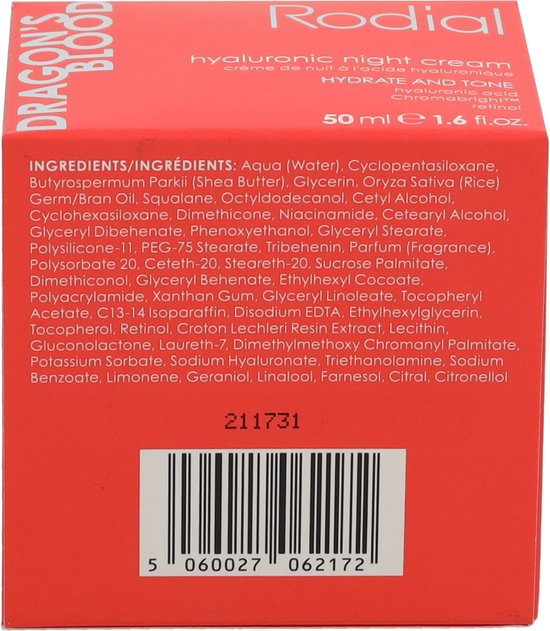 DRAGON'S
BLOOD
Rodial
hyaluronic night cream
crème de nuit à l'acide hyaluronique
HYDRATE AND TONE
hyaluronic acid
Chromabright™
retinol
50 ml ℮ 1.6 fl.oz.
INGREDIENTS/INGRÉDIENTS: Aqua (Water), Cyclopentasiloxane,
Butyrospermum Parkii (Shea Butter), Glycerin, Oryza Sativa (Rice)
Germ/Bran Oil, Squalane, Octyldodecanol, Cetyl Alcohol,
Cyclohexasiloxane, Dimethicone, Niacinamide, Cetearyl Alcohol,
Glyceryl Dibehenate, Phenoxyethanol, Glyceryl Stearate,
Polysilicone-11, PEG-75 Stearate, Tribehenin, Parfum (Fragrance),
Polysorbate 20, Ceteth-20, Steareth-20, Sucrose Palmitate,
Dimethiconol, Glyceryl Behenate, Ethylhexyl Cocoate,
Polyacrylamide, Xanthan Gum, Glyceryl Linoleate, Tocopheryl
Acetate, C13-14 Isoparaffin, Disodium EDTA, Ethylhexylglycerin,
Tocopherol, Retinol, Croton Lechleri Resin Extract, Lecithin,
Gluconolactone, Laureth-7, Dimethylmethoxy Chromanyl Palmitate,
Potassium Sorbate, Sodium Hyaluronate, Triethanolamine, Sodium
Benzoate, Limonene, Geraniol, Linalool, Farnesol, Citral, Citronellol
211731
5 060027 062172